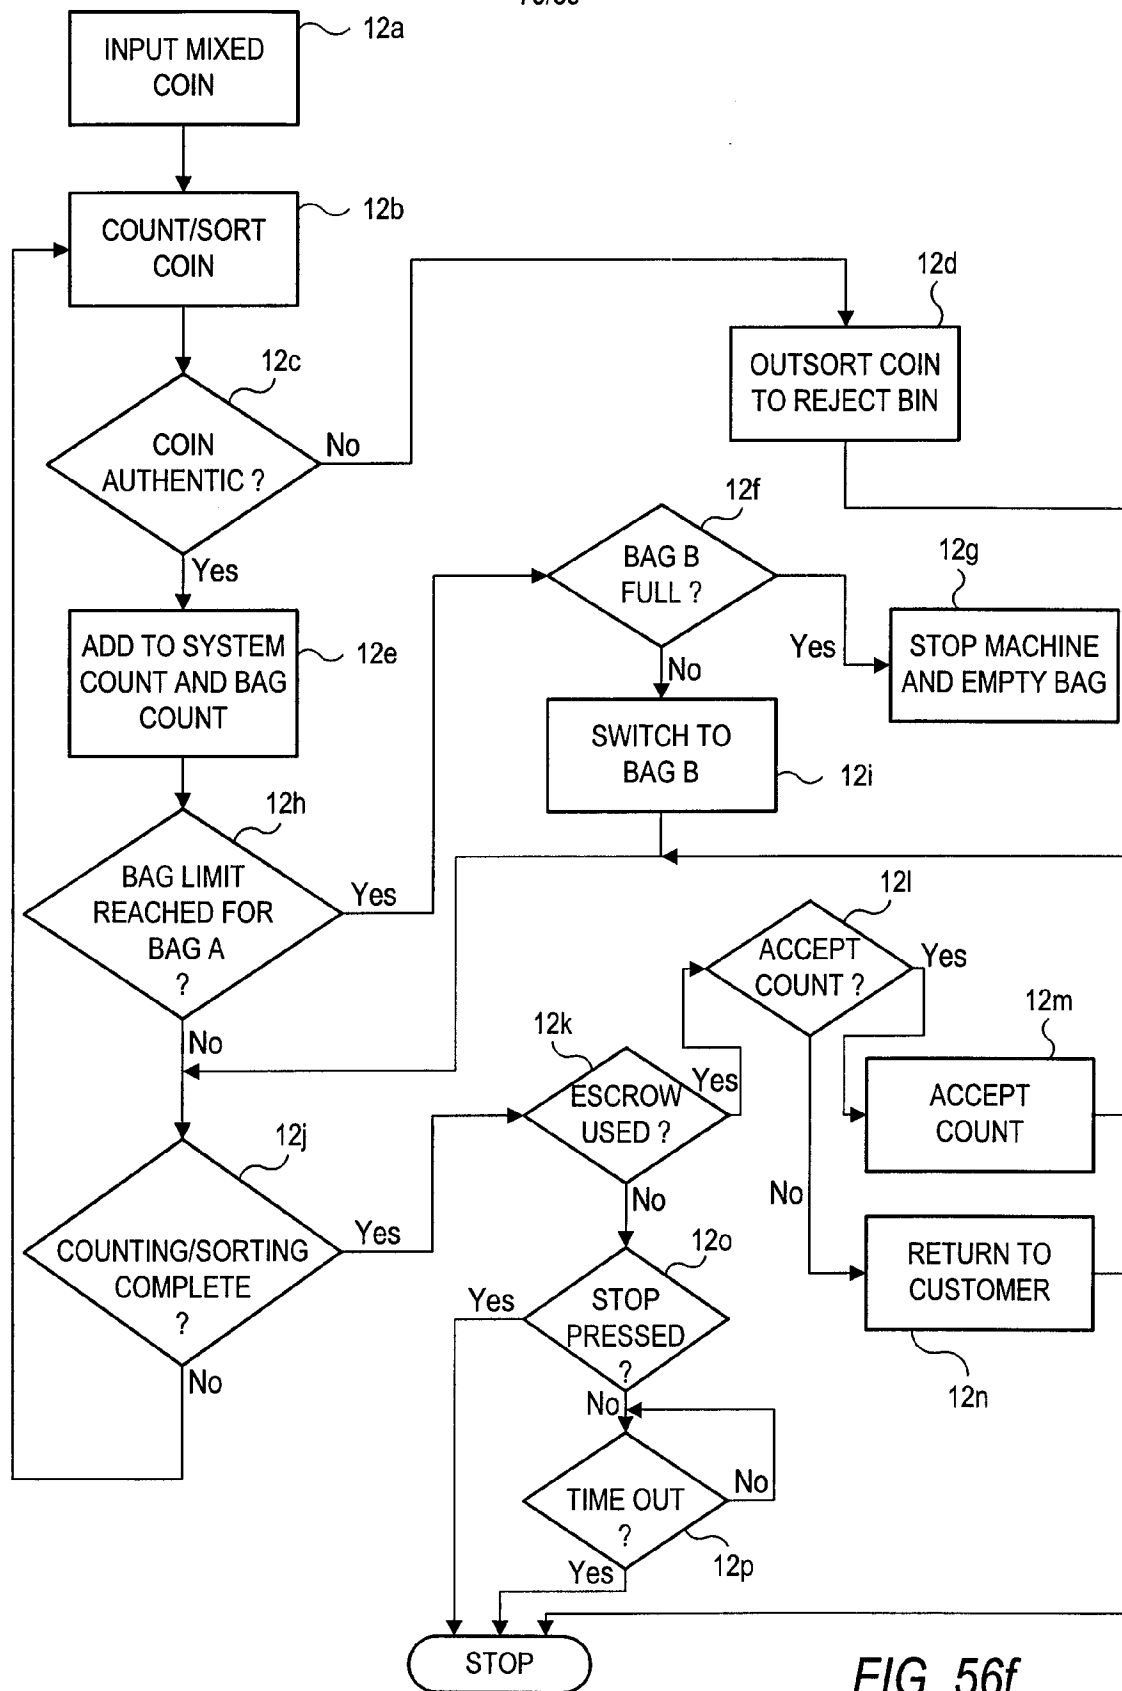 INPUT MIXED
COIN
12a
COUNT/SORT
COIN
12b
COIN
AUTHENTIC ?
12c
No
Yes
OUTSORT COIN
TO REJECT BIN
12d
ADD TO SYSTEM
COUNT AND BAG
COUNT
12e
BAG B
FULL ?
12f
Yes
No
STOP MACHINE
AND EMPTY BAG
12g
BAG LIMIT
REACHED FOR
BAG A
?
12h
Yes
No
SWITCH TO
BAG B
12i
COUNTING/SORTING
COMPLETE
?
12j
Yes
No
ESCROW
USED ?
12k
Yes
No
ACCEPT
COUNT ?
12l
Yes
No
ACCEPT
COUNT
12m
RETURN TO
CUSTOMER
12n
STOP
PRESSED
?
12o
Yes
No
TIME OUT
?
12p
No
Yes
STOP
FIG. 56f